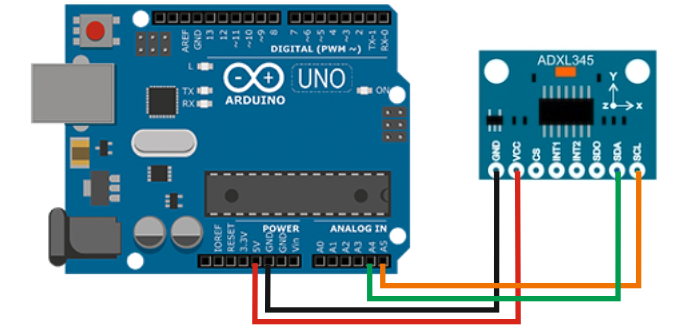 AREF
GND
13
12
~11
~10
~9
8
7
~6
~5
4
~3
2
TX-1
RX-0
DIGITAL (PWM ~)
L
TX
RX
ARDUINO
UNO
ON
POWER
ANALOG IN
IOREF
RESET
3.3V
5V
GND
GND
Vin
A0
A1
A2
A3
A4
A5
ADXL345
Y
Z
X
GND
VCC
CS
INT1
INT2
SDO
SDA
SCL